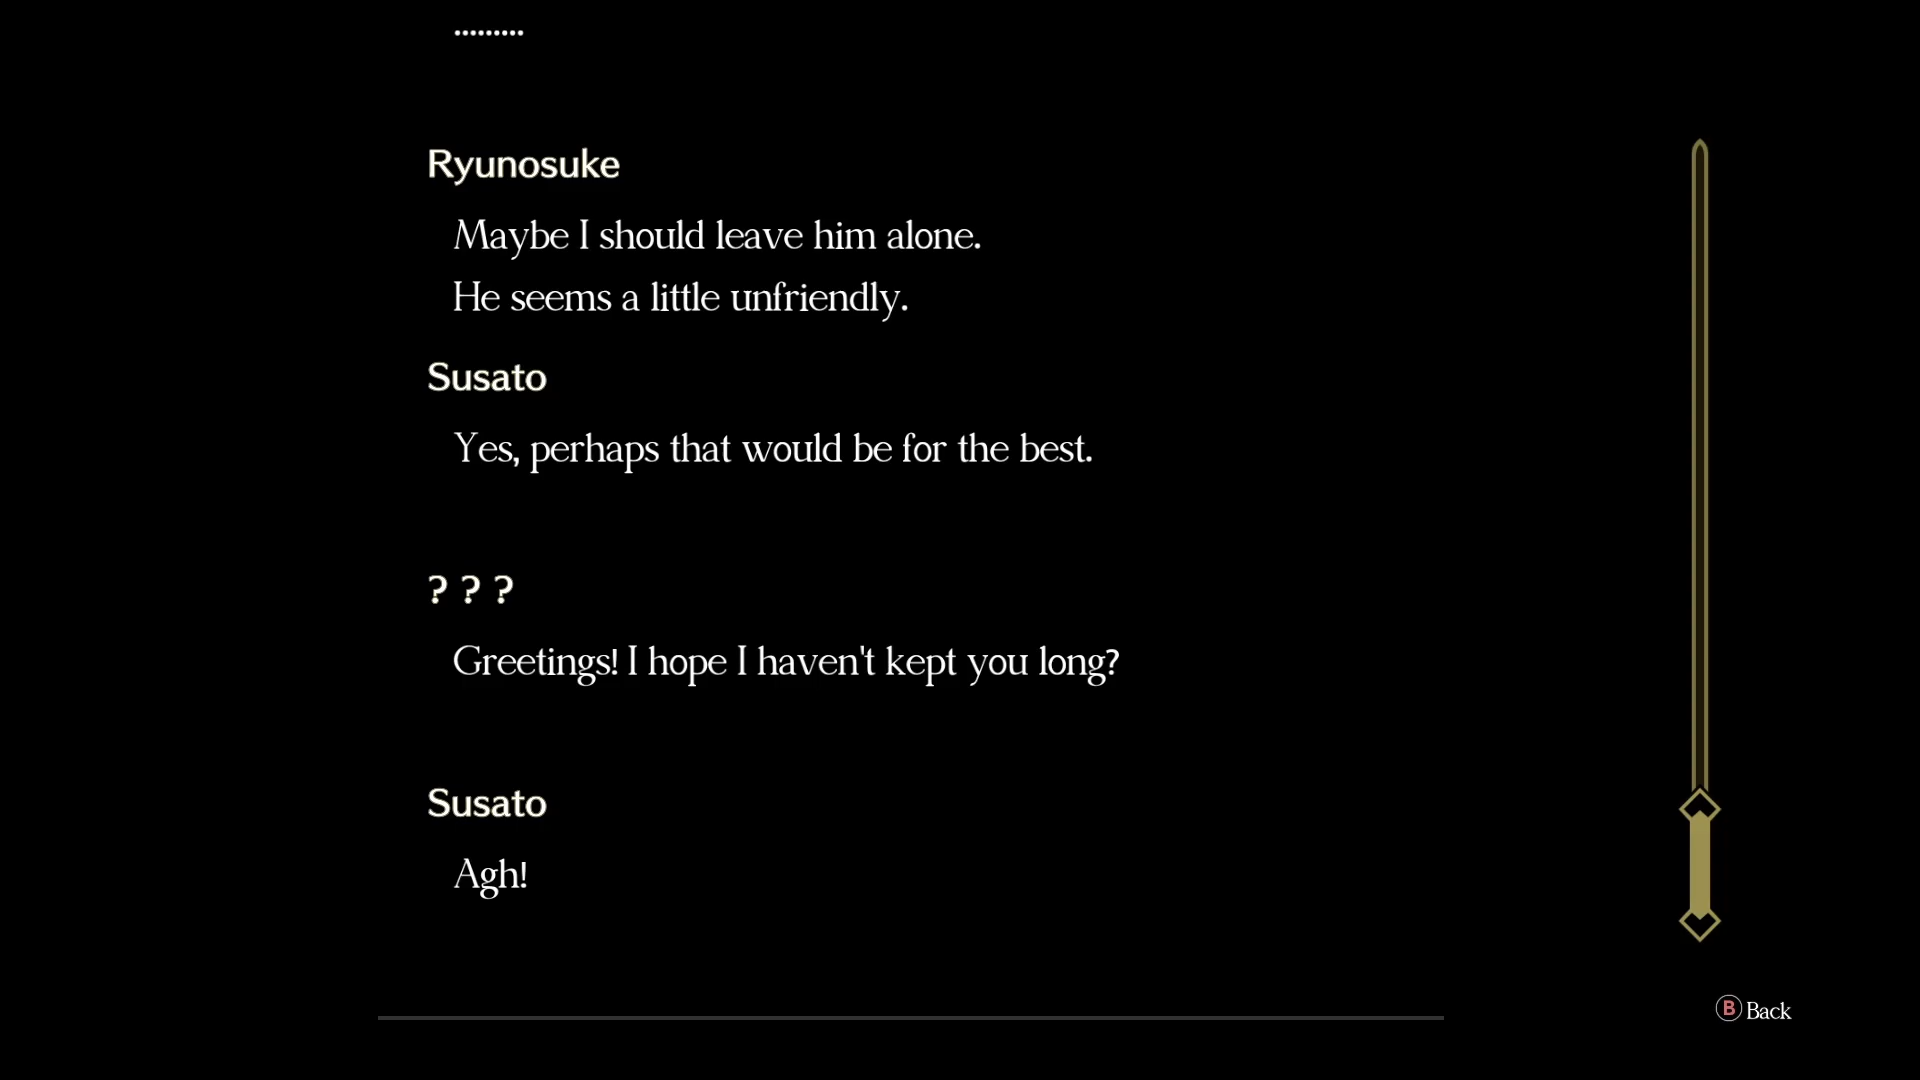 .........
Ryunosuke
Maybe I should leave him alone.
He seems a little unfriendly.
Susato
Yes, perhaps that would be for the best.
? ? ?
Greetings! I hope I haven't kept you long?
Susato
Agh!
B Back